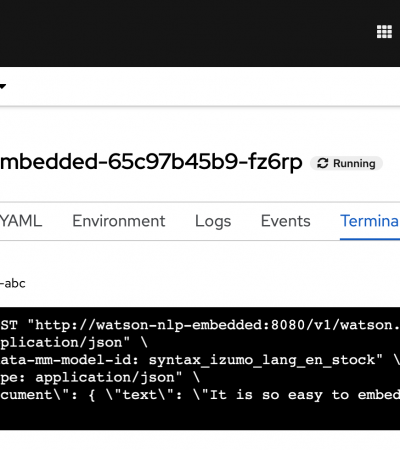 mbedded-65c97b45b9-fz6rp Running
YAML Environment Logs Events Termina
-abc
ST "http://watson-nlp-embedded:8080/v1/watson.
plication/json" \
ata-mm-model-id: syntax_izumo_lang_en_stock" \
pe: application/json" \
cument\": { \"text\": \"It is so easy to embed